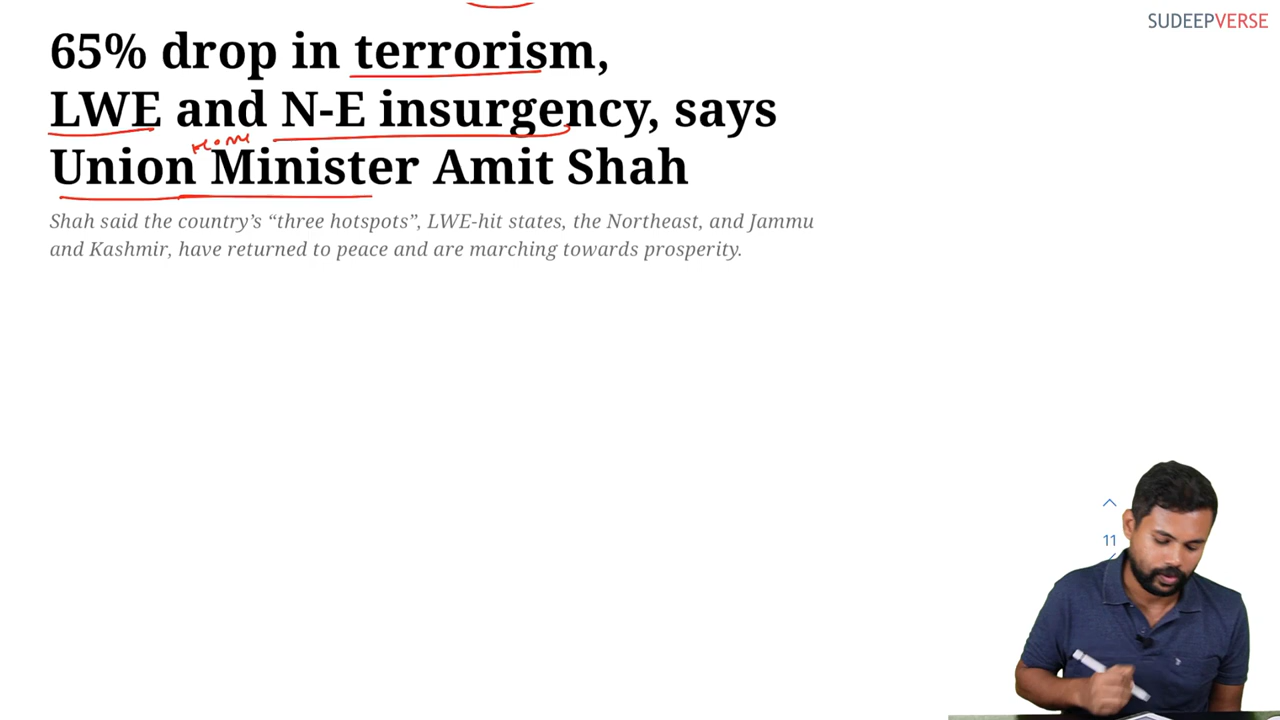 SUDEEPVERSE
65% drop in terrorism,
LWE and N-E insurgency, says
Home
Union Minister Amit Shah
Shah said the country’s “three hotspots”, LWE-hit states, the Northeast, and Jammu
and Kashmir, have returned to peace and are marching towards prosperity.
11